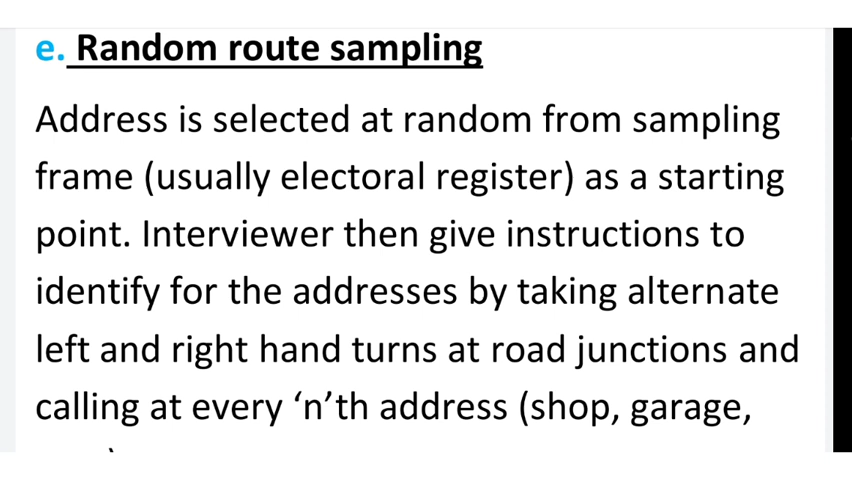 e. Random route sampling
Address is selected at random from sampling
frame (usually electoral register) as a starting
point. Interviewer then give instructions to
identify for the addresses by taking alternate
left and right hand turns at road junctions and
calling at every ‘n’th address (shop, garage,